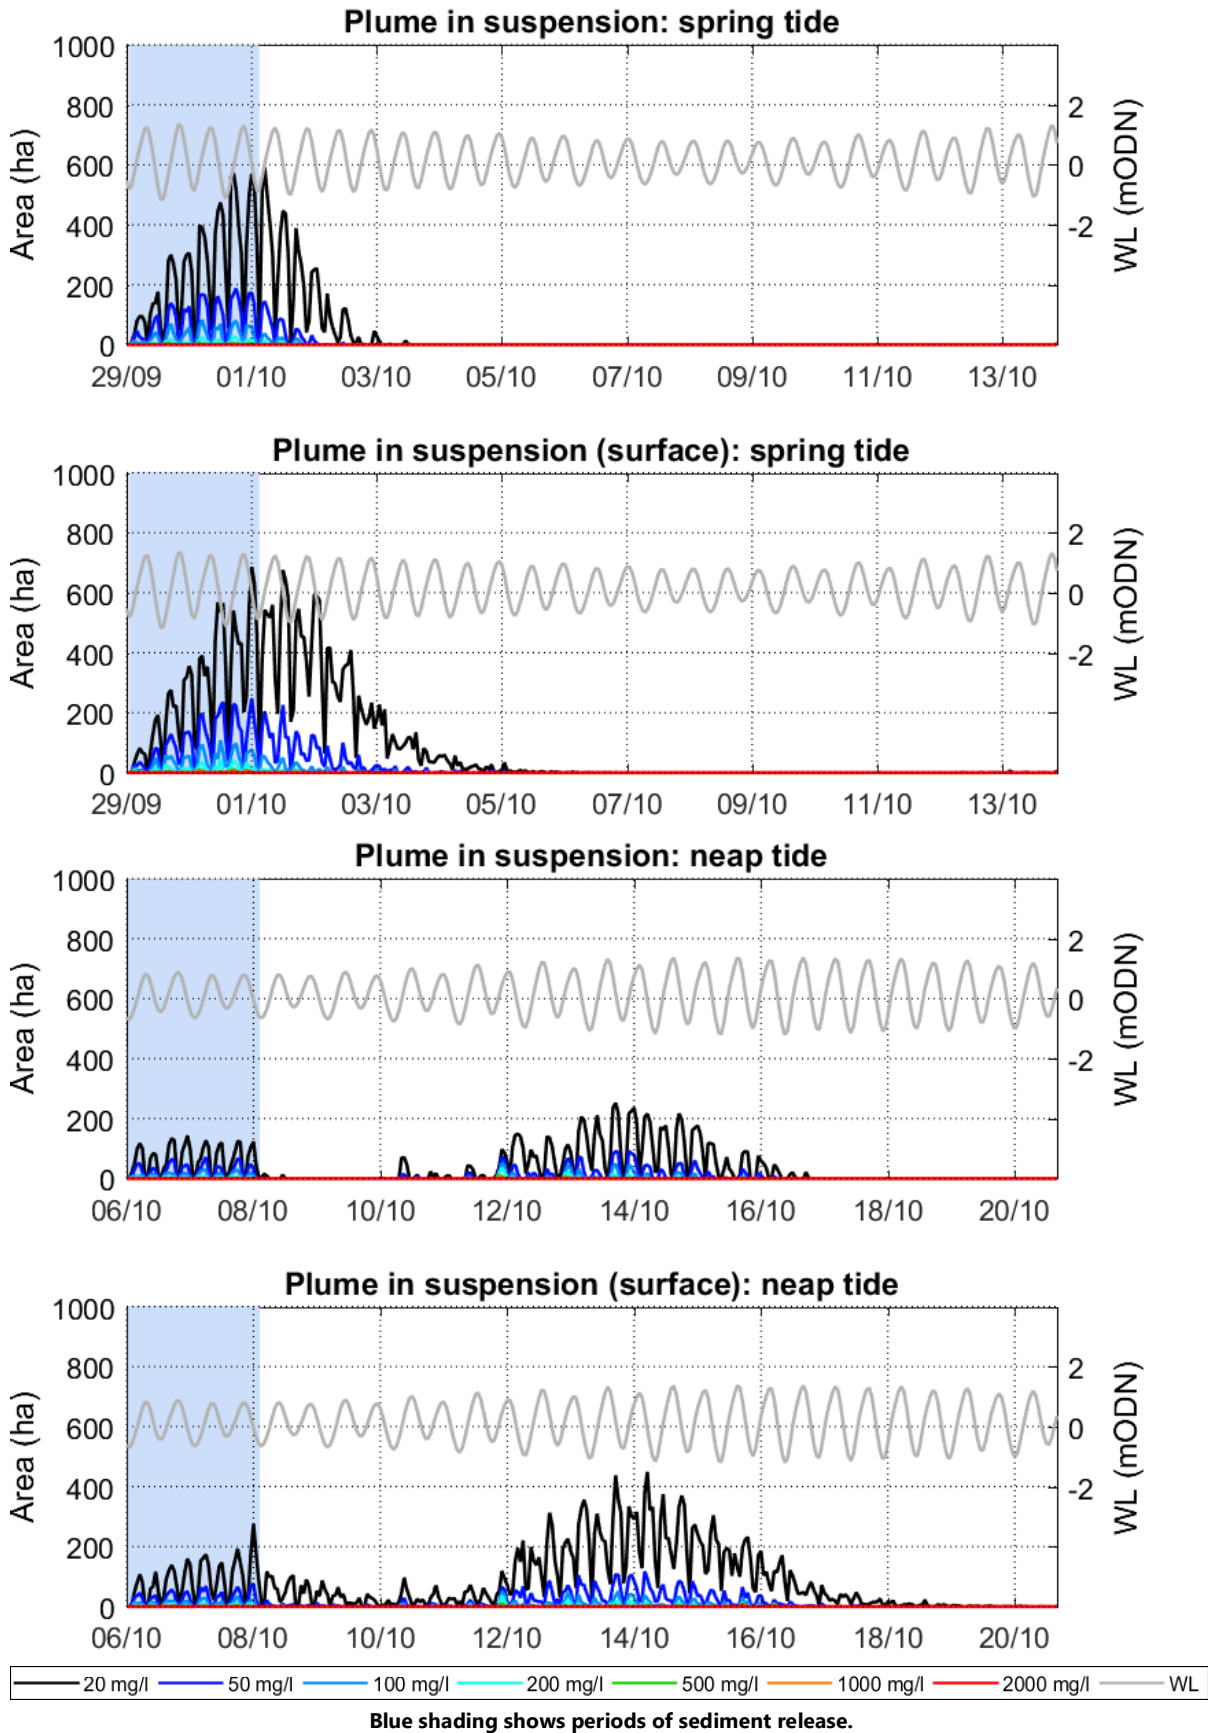 Plume in suspension: spring tide
1000
800
600
400
200
0
Area (ha)
2
0
-2
WL (mODN)
29/09 01/10 03/10 05/10 07/10 09/10 11/10 13/10
Plume in suspension (surface): spring tide
1000
800
600
400
200
0
Area (ha)
2
0
-2
WL (mODN)
29/09 01/10 03/10 05/10 07/10 09/10 11/10 13/10
Plume in suspension: neap tide
1000
800
600
400
200
0
Area (ha)
2
0
-2
WL (mODN)
06/10 08/10 10/10 12/10 14/10 16/10 18/10 20/10
Plume in suspension (surface): neap tide
1000
800
600
400
200
0
Area (ha)
2
0
-2
WL (mODN)
06/10 08/10 10/10 12/10 14/10 16/10 18/10 20/10
20 mg/l 50 mg/l 100 mg/l 200 mg/l 500 mg/l 1000 mg/l 2000 mg/l WL
Blue shading shows periods of sediment release.